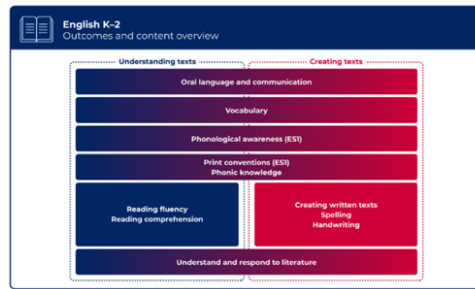 English K–2
Outcomes and content overview
Understanding texts
Creating texts
Oral language and communication
Vocabulary
Phonological awareness (ES1)
Print conventions (ES1)
Phonic knowledge
Reading fluency
Reading comprehension
Creating written texts
Spelling
Handwriting
Understand and respond to literature